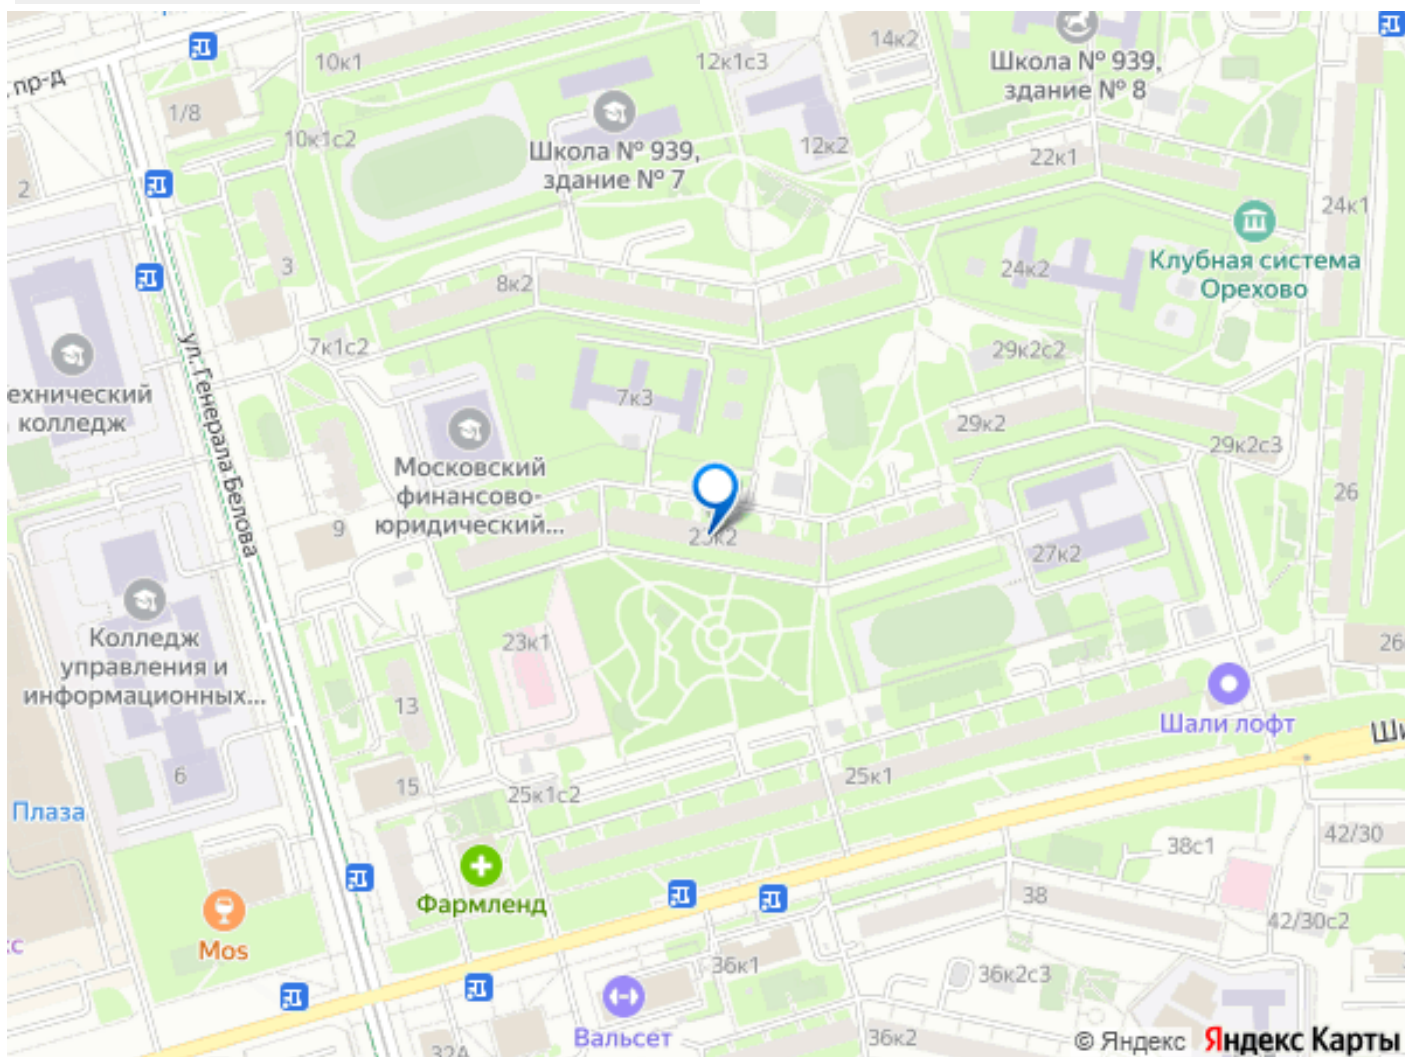 10к1
14к2
12к1с3
Школа № 939,
здание № 8
пр-д
1/8
10к1с2
Школа № 939,
здание № 7
12к2
22к1
2
24к1
3
8к2
24к2
Клубная система
Орехово
ул. Генерала Белова
7к1с2
29к2с2
ехнический
колледж
7к3
29к2
29к2с3
Московский
финансово-
юридический...
26
9
27к2
Колледж
управления и
информационных...
23к1
26
13
Шали лофт
6
15
25к1с2
25к1
Плаза
42/30
38с1
Фармленд
38
42/30с2
Mos
36к1
36к2с3
Вальсет
36к2
32А
© Яндекс Яндекс Карты